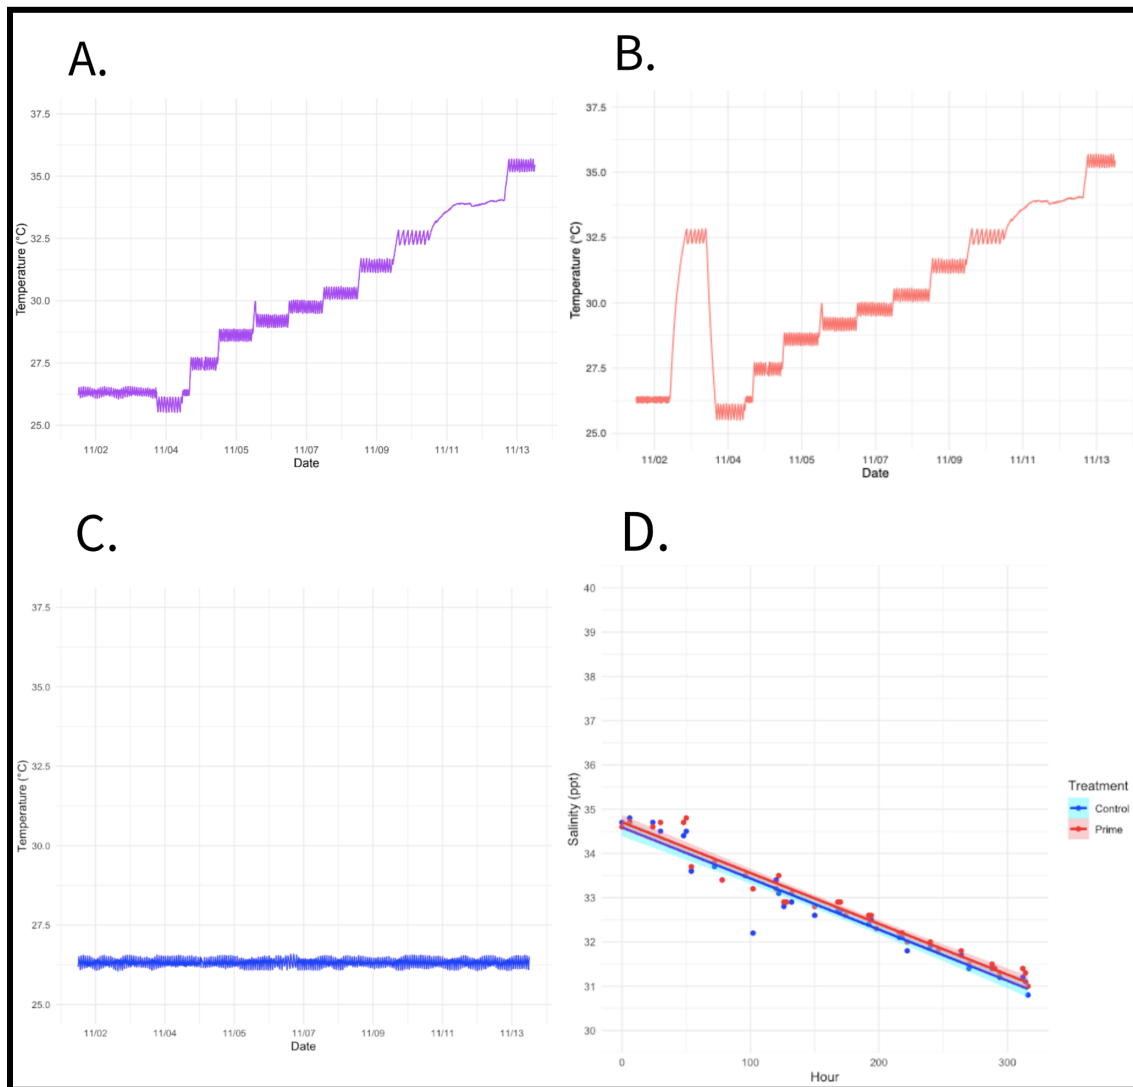 A.
37.5
35.0
32.5
30.0
27.5
25.0
Temperature (°C)
11/02 11/04 11/05 11/07 11/09 11/11 11/13
Date
B.
37.5
35.0
32.5
30.0
27.5
25.0
Temperature (°C)
11/02 11/04 11/05 11/07 11/09 11/11 11/13
Date
C.
37.5
35.0
32.5
30.0
27.5
25.0
Temperature (°C)
11/02 11/04 11/05 11/07 11/09 11/11 11/13
Date
D.
40
39
38
37
36
35
34
33
32
31
30
Salinity (ppt)
0 100 200 300
Hour
Treatment
Control
Prime